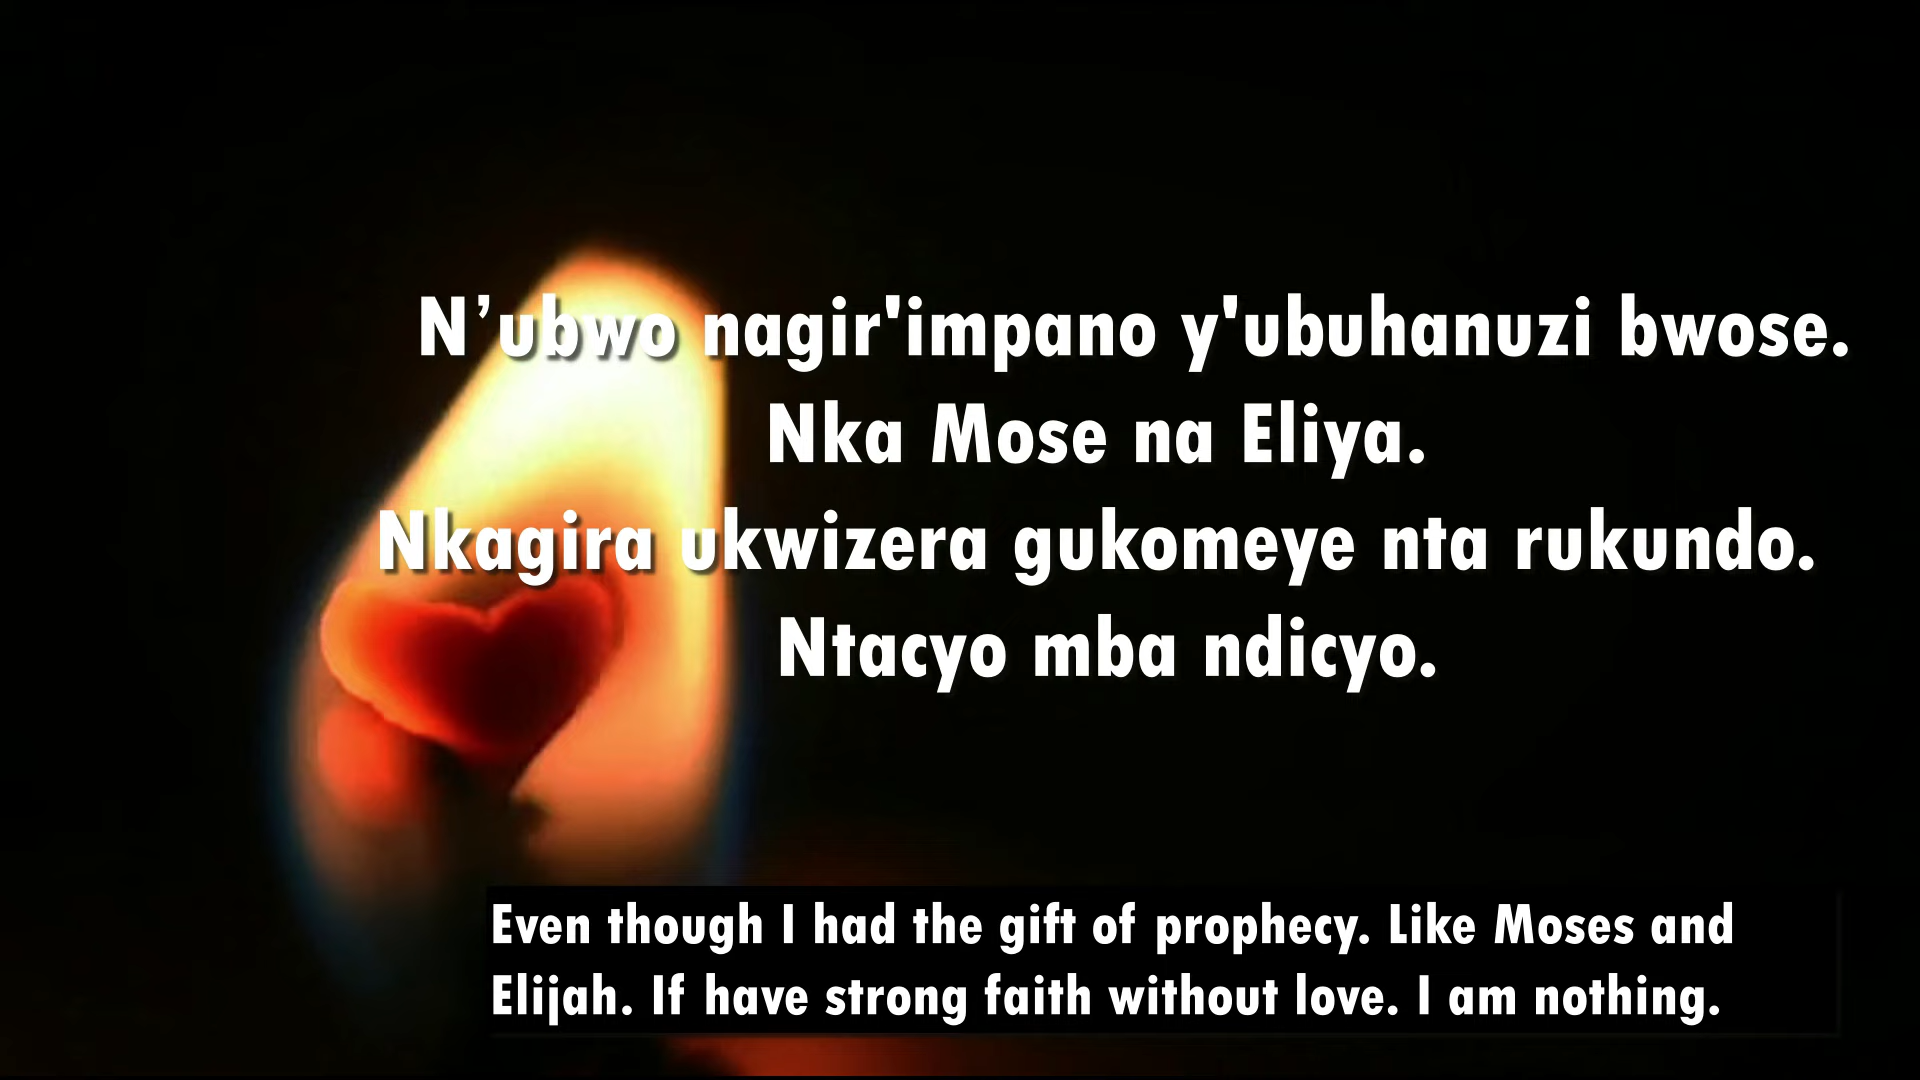 N’ubwo nagir'impano y'ubuhanuzi bwose.
Nka Mose na Eliya.
Nkagira ukwizera gukomeye nta rukundo.
Ntacyo mba ndicyo.
Even though I had the gift of prophecy. Like Moses and
Elijah. If have strong faith without love. I am nothing.